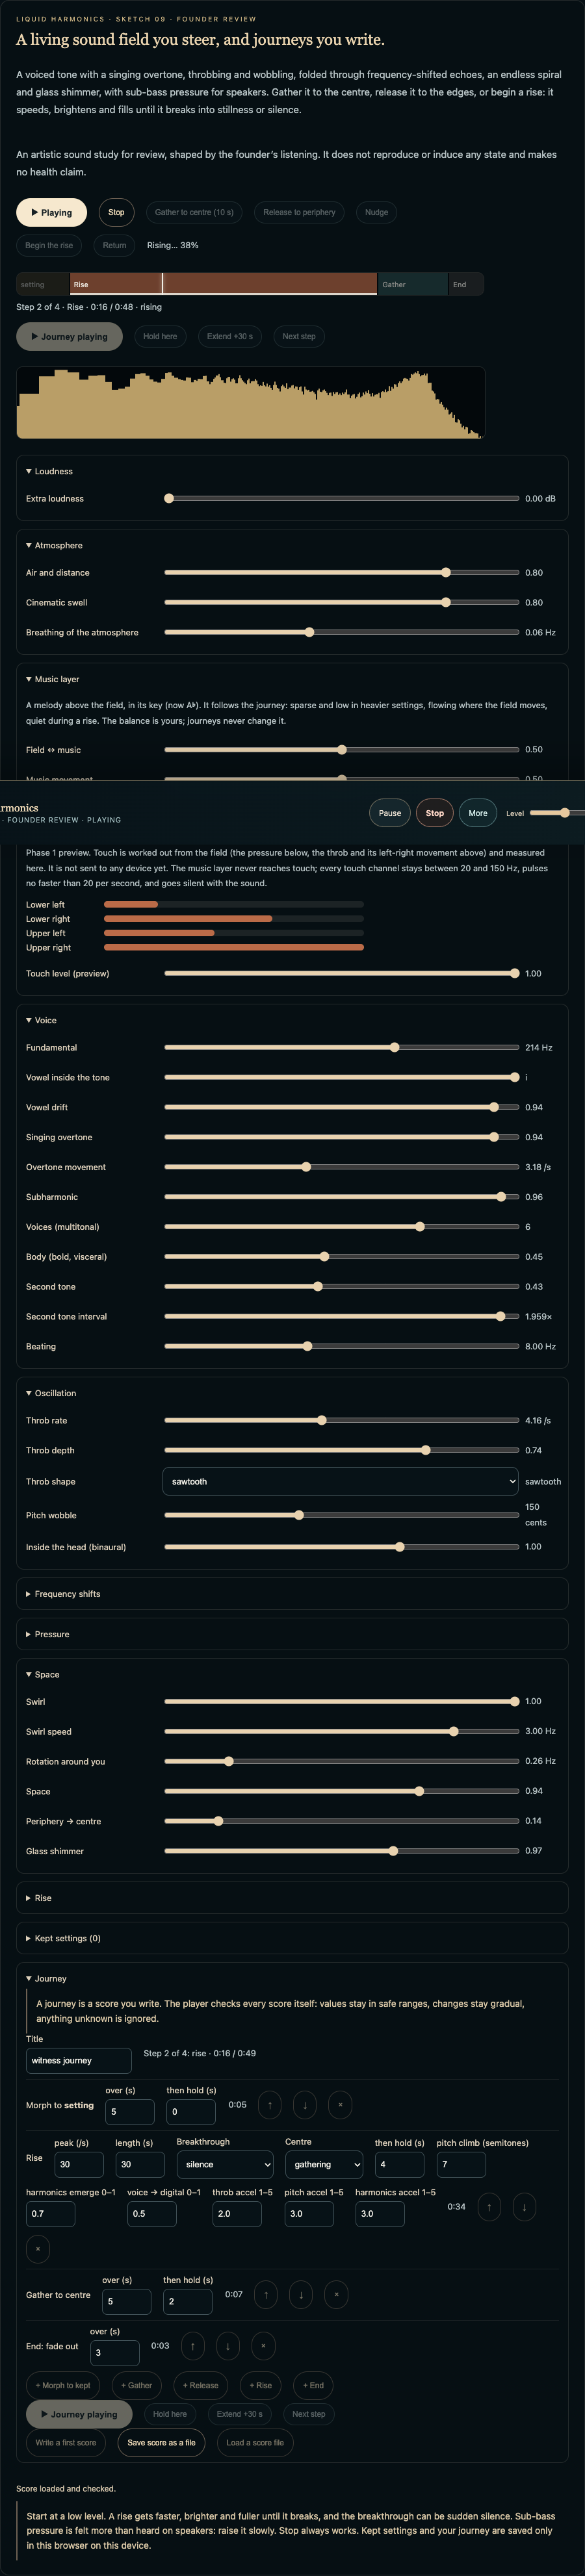 LIQUID HARMONICS · SKETCH 09 · FOUNDER REVIEW
A living sound field you steer, and journeys you write.
A voiced tone with a singing overtone, throbbing and wobbling, folded through frequency-shifted echoes, an endless spiral
and glass shimmer, with sub-bass pressure for speakers. Gather it to the centre, release it to the edges, or begin a rise: it
speeds, brightens and fills until it breaks into stillness or silence.
An artistic sound study for review, shaped by the founder's listening. It does not reproduce or induce any state and makes
no health claim.
▶ Playing Stop Gather to centre (10 s) Release to periphery Nudge
Begin the rise Return Rising... 38%
setting Rise Gather End
Step 2 of 4 · Rise · 0:16 / 0:48 · rising
▶ Journey playing Hold here Extend +30 s Next step
▼ Loudness
Extra loudness 0.00 dB
▼ Atmosphere
Air and distance 0.80
Cinematic swell 0.80
Breathing of the atmosphere 0.06 Hz
▼ Music layer
A melody above the field, in its key (now A♭). It follows the journey: sparse and low in heavier settings, flowing where the field moves,
quiet during a rise. The balance is yours; journeys never change it.
Field ↔ music 0.50
Music movement 0.50
rmonics
· FOUNDER REVIEW · PLAYING
Pause Stop More Level
Phase 1 preview. Touch is worked out from the field (the pressure below, the throb and its left-right movement above) and measured
here. It is not sent to any device yet. The music layer never reaches touch; every touch channel stays between 20 and 150 Hz, pulses
no faster than 20 per second, and goes silent with the sound.
Lower left
Lower right
Upper left
Upper right
Touch level (preview) 1.00
▼ Voice
Fundamental 214 Hz
Vowel inside the tone i
Vowel drift 0.94
Singing overtone 0.94
Overtone movement 3.18 /s
Subharmonic 0.96
Voices (multitonal) 6
Body (bold, visceral) 0.45
Second tone 0.43
Second tone interval 1.959×
Beating 8.00 Hz
▼ Oscillation
Throb rate 4.16 /s
Throb depth 0.74
Throb shape sawtooth sawtooth
Pitch wobble 150 cents
Inside the head (binaural) 1.00
▶ Frequency shifts
▶ Pressure
▼ Space
Swirl 1.00
Swirl speed 3.00 Hz
Rotation around you 0.26 Hz
Space 0.94
Periphery → centre 0.14
Glass shimmer 0.97
▶ Rise
▶ Kept settings (0)
▼ Journey
A journey is a score you write. The player checks every score itself: values stay in safe ranges, changes stay gradual,
anything unknown is ignored.
Title
witness journey Step 2 of 4: rise · 0:16 / 0:49
over (s) then hold (s)
Morph to setting 5 0 0:05 ↑ ↓ ×
peak (/s) length (s) Breakthrough Centre then hold (s) pitch climb (semitones)
Rise 30 30 silence gathering 4 7
harmonics emerge 0–1 voice → digital 0–1 throb accel 1–5 pitch accel 1–5 harmonics accel 1–5
0.7 0.5 2.0 3.0 3.0 0:34 ↑ ↓
×
over (s) then hold (s)
Gather to centre 5 2 0:07 ↑ ↓ ×
over (s)
End: fade out 3 0:03 ↑ ↓ ×
+ Morph to kept + Gather + Release + Rise + End
▶ Journey playing Hold here Extend +30 s Next step
Write a first score Save score as a file Load a score file
Score loaded and checked.
Start at a low level. A rise gets faster, brighter and fuller until it breaks, and the breakthrough can be sudden silence. Sub-bass
pressure is felt more than heard on speakers: raise it slowly. Stop always works. Kept settings and your journey are saved only
in this browser on this device.